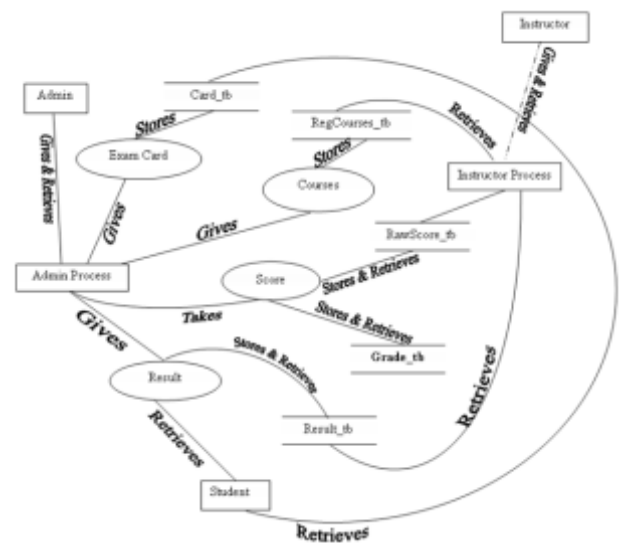 Instructor
Gives & Retrieves
Admin
Card_tb
Stores
RegCourses_tb
Retrieves
Exam Card
Stores
Gives & Retrieves
Courses
Instructor Process
Gives
Gives
RawScore_tb
Admin Process
Score
Stores & Retrieves
Takes
Stores & Retrieves
Gives
Stores & Retrieves
Grade_tb
Result
Retrieves
Result_tb
Retrieves
Student
Retrieves